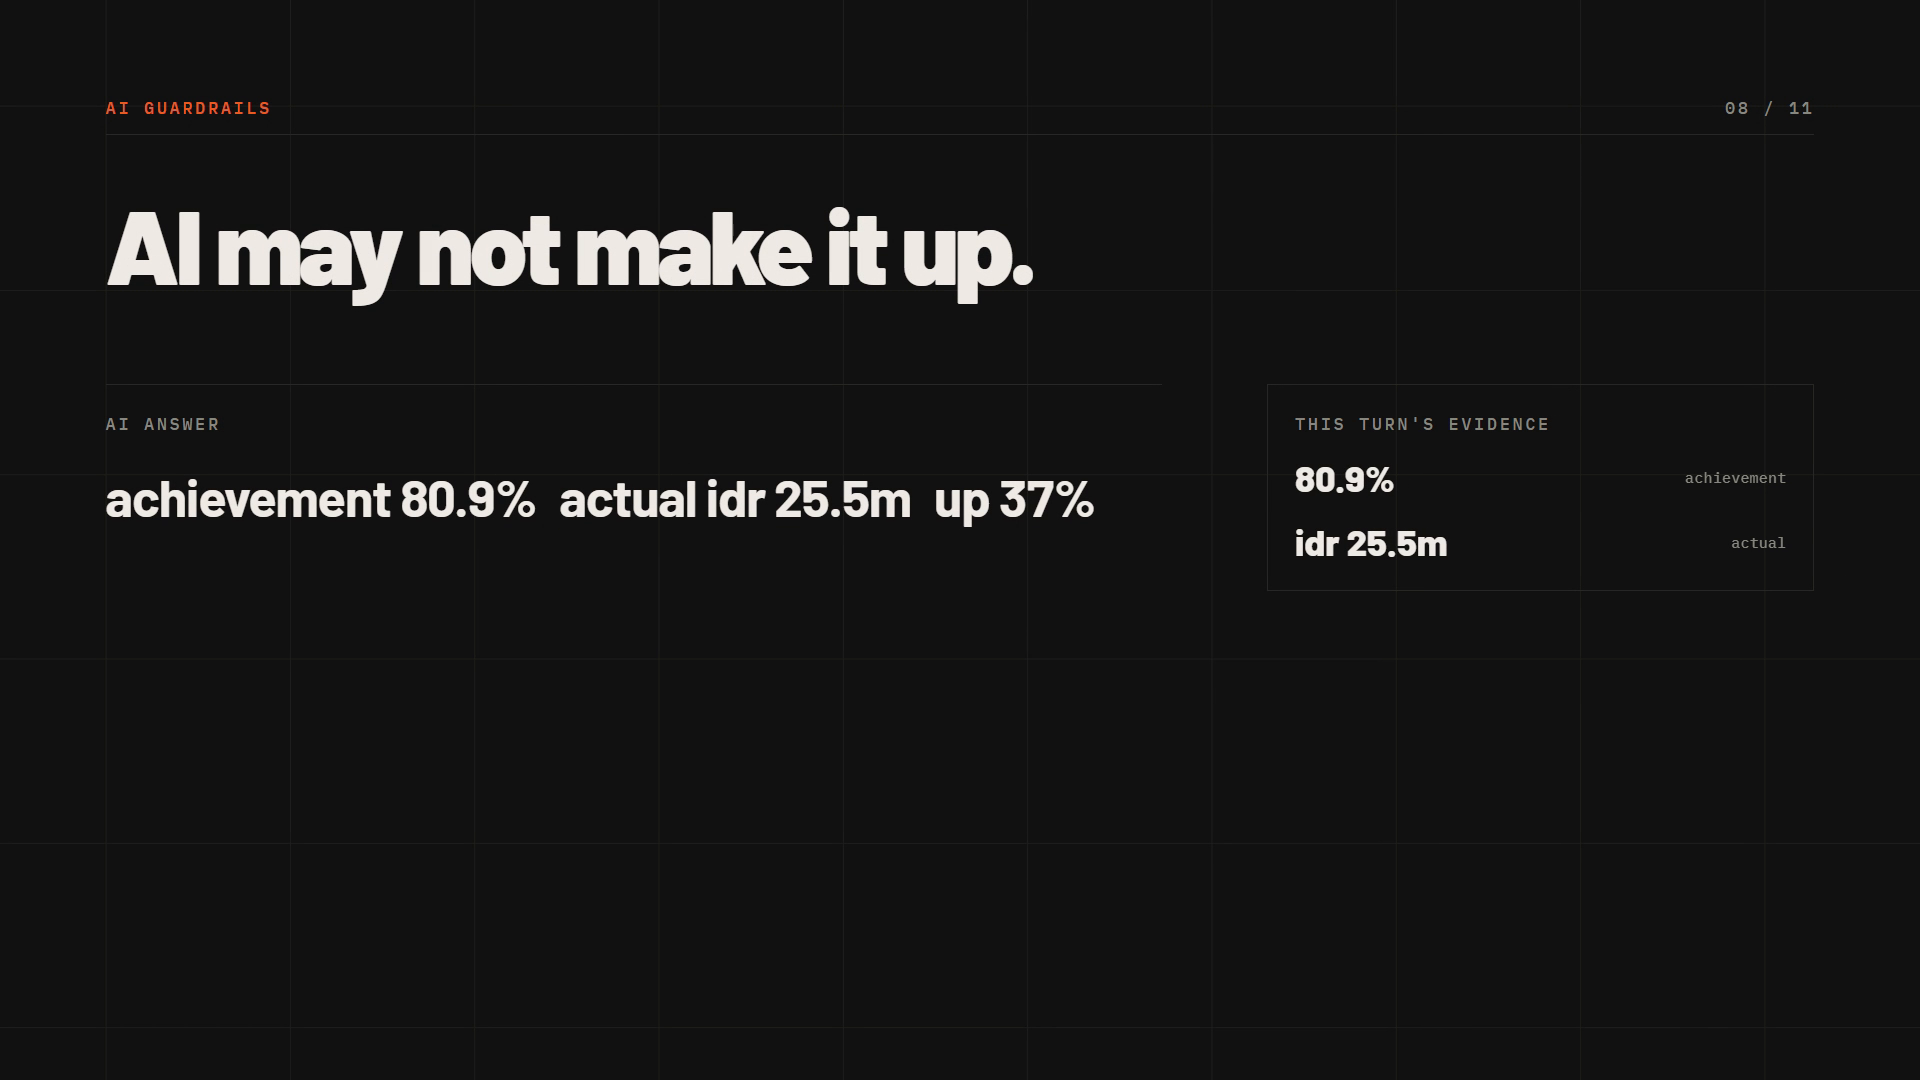 AI GUARDRAILS
08 / 11
AI may not make it up.
AI ANSWER
achievement 80.9% actual idr 25.5m up 37%
THIS TURN'S EVIDENCE
80.9% achievement
idr 25.5m actual